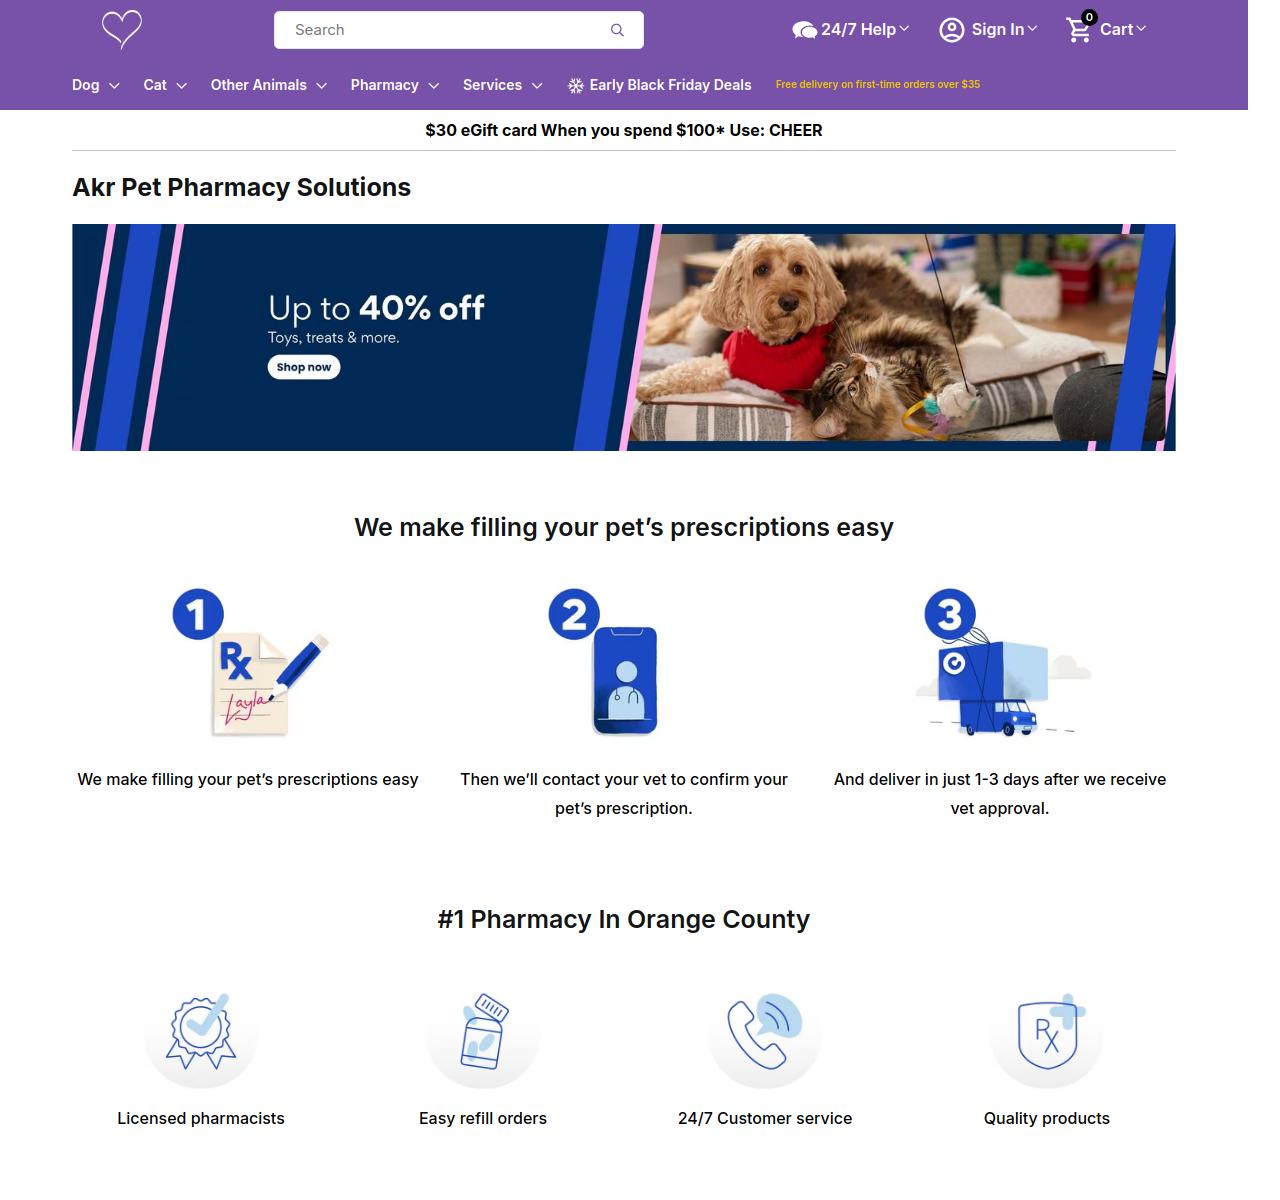 Search
24/7 Help
Sign In
0
Cart
Dog
Cat
Other Animals
Pharmacy
Services
Early Black Friday Deals
Free delivery on first-time orders over $35
$30 eGift card When you spend $100* Use: CHEER
Akr Pet Pharmacy Solutions
Up to 40% off
Toys, treats & more.
Shop now
We make filling your pet’s prescriptions easy
1
Rx
Layla
2
3
We make filling your pet’s prescriptions easy
Then we’ll contact your vet to confirm your
pet’s prescription.
And deliver in just 1-3 days after we receive
vet approval.
#1 Pharmacy In Orange County
Rx
Licensed pharmacists
Easy refill orders
24/7 Customer service
Quality products